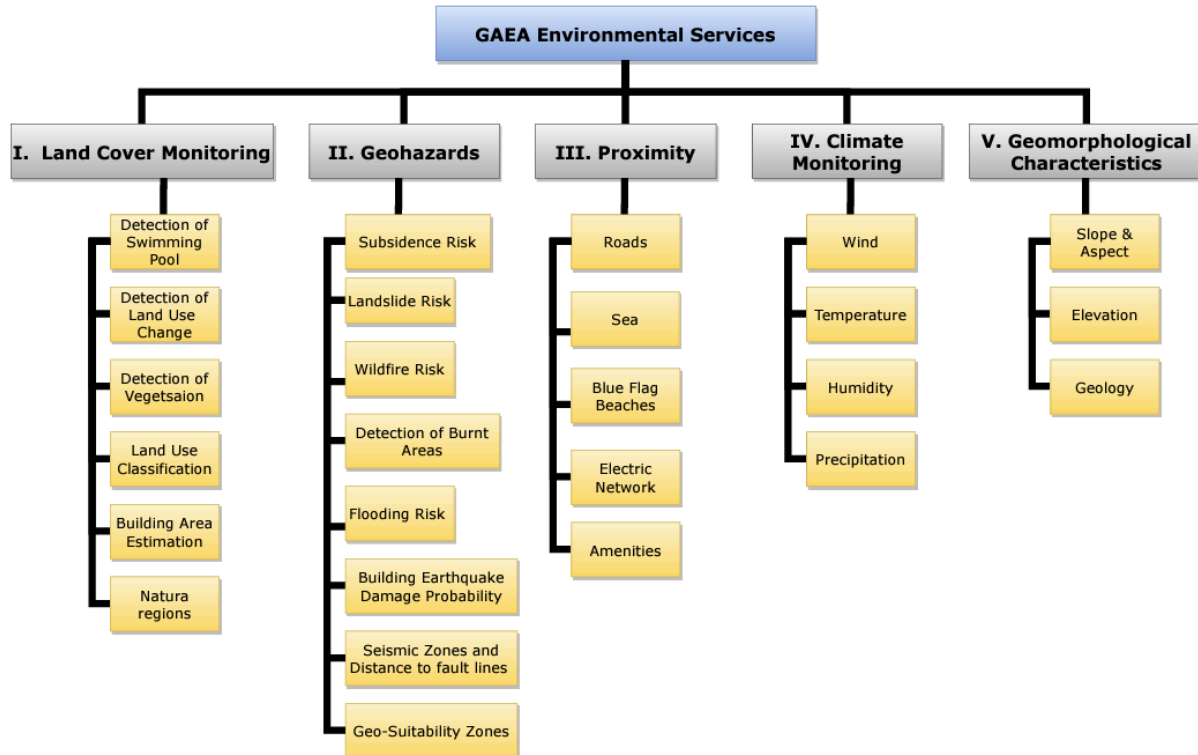 GAEA Environmental Services
I. Land Cover Monitoring
Detection of
Swimming
Pool
Detection of
Land Use
Change
Detection of
Vegetsaion
Land Use
Classification
Building Area
Estimation
Natura
regions
II. Geohazards
Subsidence Risk
Landslide Risk
Wildfire Risk
Detection of Burnt
Areas
Flooding Risk
Building Earthquake
Damage Probability
Seismic Zones and
Distance to fault lines
Geo-Suitability Zones
III. Proximity
Roads
Sea
Blue Flag
Beaches
Electric
Network
Amenities
IV. Climate
Monitoring
Wind
Temperature
Humidity
Precipitation
V. Geomorphological
Characteristics
Slope &
Aspect
Elevation
Geology